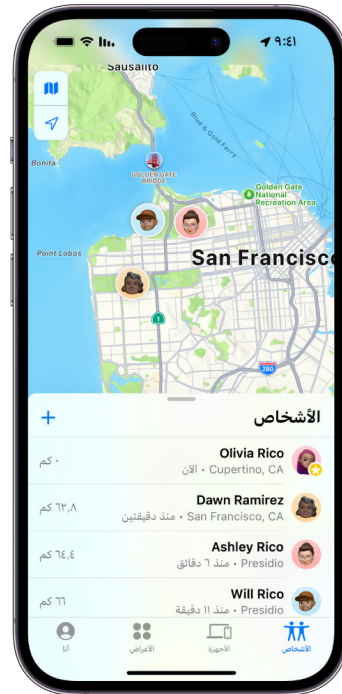 ٩:٤١
Sausalito
Blue & Gold Ferry
Bonita
GOLDEN GATE
BRIDGE
Golden Gate
National
Recreation Area
Point Lobos
San Francisco
1
280
الأشخاص
+
Olivia Rico
Cupertino, CA • الآن
٠ كم
Dawn Ramirez
San Francisco, CA • منذ دقيقتين
٦٢,٨ كم
Ashley Rico
Presidio • منذ ٦ دقائق
٦٤,٤ كم
Will Rico
Presidio • منذ ١١ دقيقة
٦٦ كم
الأشخاص
الأجهزة
الأغراض
أنا